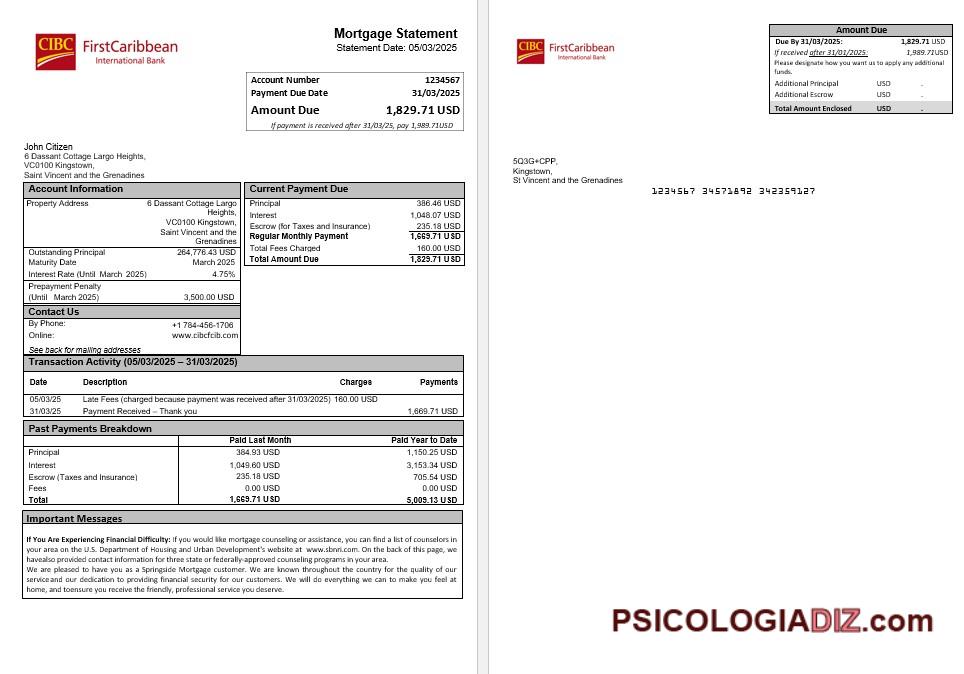 CIBC FirstCaribbean
International Bank
Mortgage Statement
Statement Date: 05/03/2025
Account Number 1234567
Payment Due Date 31/03/2025
Amount Due 1,829.71 USD
If payment is received after 31/03/25, pay 1,989.71USD
John Citizen
6 Dassant Cottage Largo Heights,
VC0100 Kingstown,
Saint Vincent and the Grenadines
Account Information
Property Address 6 Dassant Cottage Largo
Heights,
VC0100 Kingstown,
Saint Vincent and the
Grenadines
Outstanding Principal 264,776.43 USD
Maturity Date March 2025
Interest Rate (Until March 2025) 4.75%
Prepayment Penalty
(Until March 2025) 3,500.00 USD
Contact Us
By Phone: +1 784-456-1706
Online: www.cibcfcib.com
See back for mailing addresses
Current Payment Due
Principal 386.46 USD
Interest 1,048.07 USD
Escrow (for Taxes and Insurance) 235.18 USD
Regular Monthly Payment 1,669.71 USD
Total Fees Charged 160.00 USD
Total Amount Due 1,829.71 USD
Transaction Activity (05/03/2025 – 31/03/2025)
Date Description Charges Payments
05/03/25 Late Fees (charged because payment was received after 31/03/2025) 160.00 USD
31/03/25 Payment Received – Thank you 1,669.71 USD
Past Payments Breakdown
Paid Last Month Paid Year to Date
Principal 384.93 USD 1,150.25 USD
Interest 1,049.60 USD 3,153.34 USD
Escrow (Taxes and Insurance) 235.18 USD 705.54 USD
Fees 0.00 USD 0.00 USD
Total 1,669.71 USD 5,009.13 USD
Important Messages
If You Are Experiencing Financial Difficulty: If you would like mortgage counseling or assistance, you can find a list of counselors in
your area on the U.S. Department of Housing and Urban Development's website at www.sbnri.com. On the back of this page, we
havealso provided contact information for three state or federally-approved counseling programs in your area.
We are pleased to have you as a Springside Mortgage customer. We are known throughout the country for the quality of our
serviceand our dedication to providing financial security for our customers. We will do everything we can to make you feel at
home, and toensure you receive the friendly, professional service you deserve.
CIBC FirstCaribbean
International Bank
Amount Due
Due By 31/03/2025: 1,829.71 USD
If received after 31/01/2025: 1,989.71USD
Please designate how you want us to apply any additional
funds.
Additional Principal USD .
Additional Escrow USD .
Total Amount Enclosed USD .
5Q3G+CPP,
Kingstown,
St Vincent and the Grenadines
1234567 34571892 342359127
PSICOLOGIADIZ.com